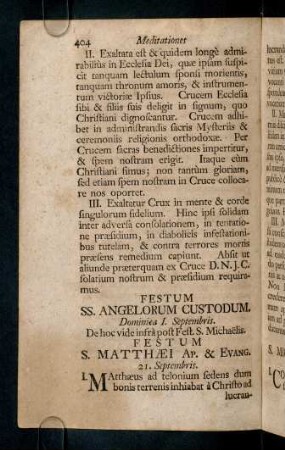 404 Meditationes
II. Exaltata est & quidem longè admi-
rabilius in Ecclesia Dei, quæ ipsam suspi-
cit tanquam lectulum sponsi morientis,
tanquam thronum amoris, & instrumen-
tum victoriæ Ipsius. Crucem Ecclesia
sibi & filiis suis deligit in signum, quo
Christiani dignoscantur. Crucem adhi-
bet in administrandis sacris Mysteriis &
ceremoniis religionis orthodoxæ. Per
Crucem sacras benedictiones impertitur,
& spem nostram erigit. Itaque cùm
Christiani simus; non tantùm gloriam,
sed etiam spem nostram in Cruce colloca-
re nos oportet.
III. Exaltetur Crux in mente & corde
singulorum fidelium. Hinc ipsi solidam
inter adversa consolationem, in tentatio-
ne præsidium, in diabolicis infestationi-
bus tutelam, & contra terrores mortis
præsens remedium capiunt. Absit ut
aliunde præterquam ex Cruce D.N.J.C.
solatium nostrum & præsidium requira-
mus.
FESTUM
SS. ANGELORUM CUSTODUM.
Dominica I. Septembris.
De hoc vide infrà post Fest. S. Michaëlis.
FESTUM
S. MATTHÆI AP. & EVANG.
21. Septembris.
I. MAtthæus ad telonium sedens dum
bonis terrenis inhiabat à Christo ad
lucrau-